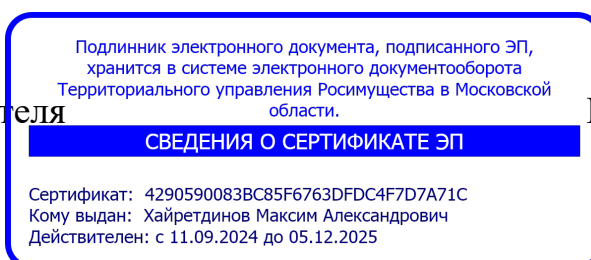 Подлинник электронного документа, подписанного ЭП,
хранится в системе электронного документооборота
Территориального управления Росимущества в Московской
области.
теля
СВЕДЕНИЯ О СЕРТИФИКАТЕ ЭП
Сертификат: 4290590083BC85F6763DFDC4F7D7A71C
Кому выдан: Хайретдинов Максим Александрович
Действителен: с 11.09.2024 до 05.12.2025